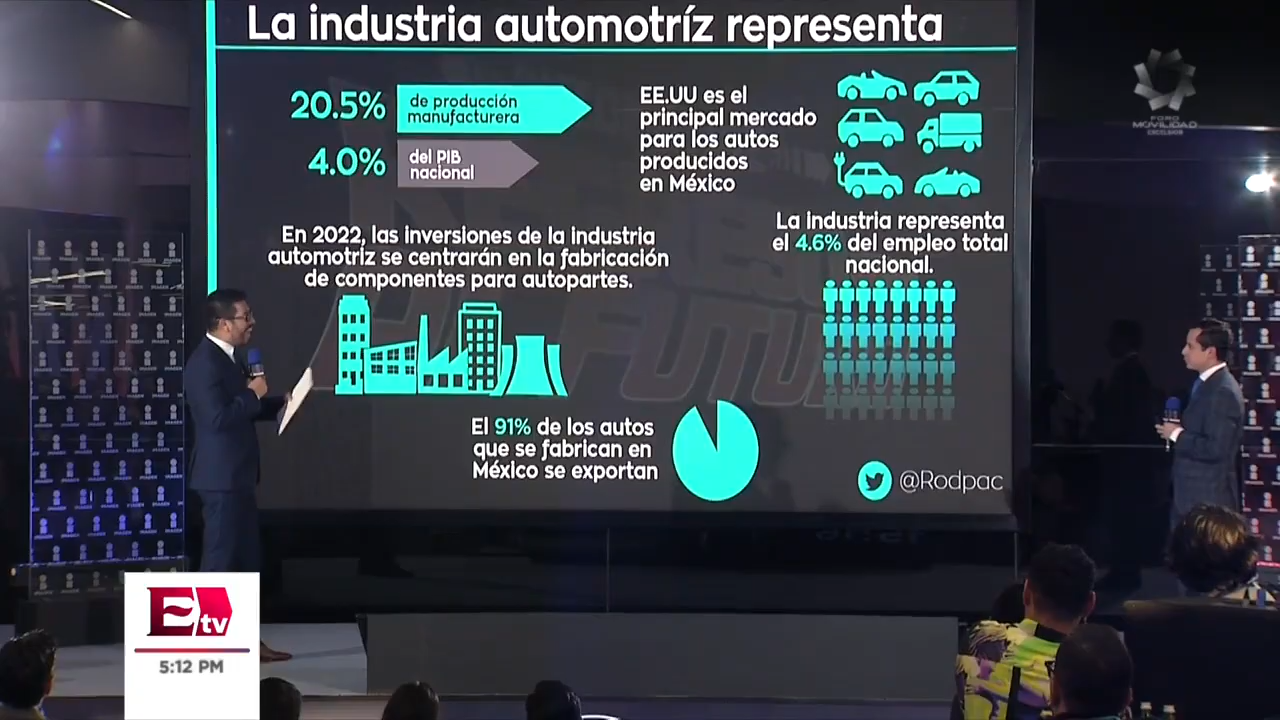 La industria automotríz representa
20.5%
de producción
manufacturera
4.0%
del PIB
nacional
EE.UU es el
principal mercado
para los autos
producidos
en México
En 2022, las inversiones de la industria
automotriz se centrarán en la fabricación
de componentes para autopartes.
La industria representa
el 4.6% del empleo total
nacional.
El 91% de los autos
que se fabrican en
México se exportan
@Rodpac
FORO
MOVILIDAD
EXCELSIOR
E tv
5:12 PM